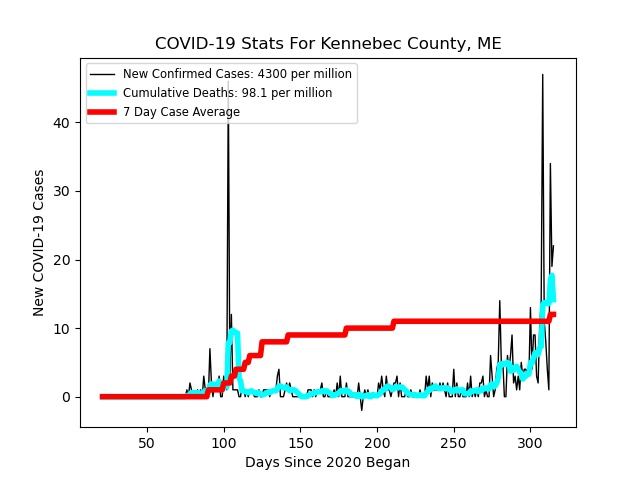 COVID-19 Stats For Kennebec County, ME
New Confirmed Cases: 4300 per million
Cumulative Deaths: 98.1 per million
7 Day Case Average
New COVID-19 Cases
40
30
20
10
0
50 100 150 200 250 300
Days Since 2020 Began